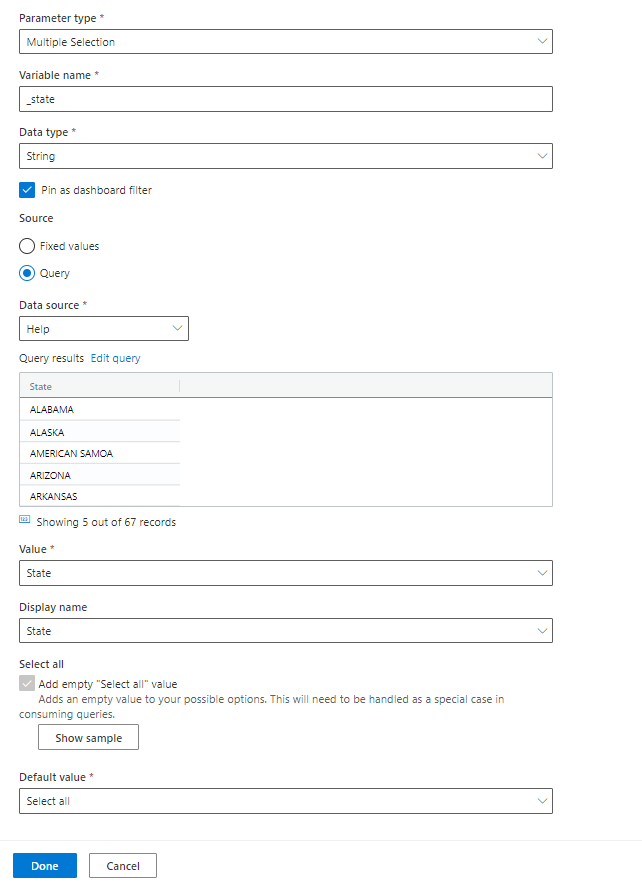 Parameter type *
Multiple Selection
Variable name *
_state
Data type *
String
Pin as dashboard filter
Source
Fixed values
Query
Data source *
Help
Query results Edit query
State
ALABAMA
ALASKA
AMERICAN SAMOA
ARIZONA
ARKANSAS
123 Showing 5 out of 67 records
Value *
State
Display name
State
Select all
Add empty "Select all" value
Adds an empty value to your possible options. This will need to be handled as a special case in
consuming queries.
Show sample
Default value *
Select all
Done Cancel